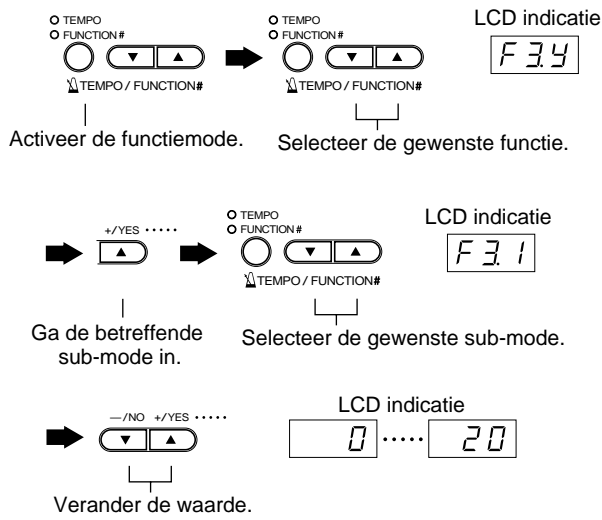 TEMPO
FUNCTION#
TEMPO / FUNCTION#
Activeer de functiemode.
TEMPO
FUNCTION#
TEMPO / FUNCTION#
Selecteer de gewenste functie.
LCD indicatie
F 3.Y
+/YES •••••
Ga de betreffende
sub-mode in.
TEMPO
FUNCTION#
TEMPO / FUNCTION#
Selecteer de gewenste sub-mode.
LCD indicatie
F 3. 1
—/NO +/YES •••••
Verander de waarde.
LCD indicatie
0 ••••• 20